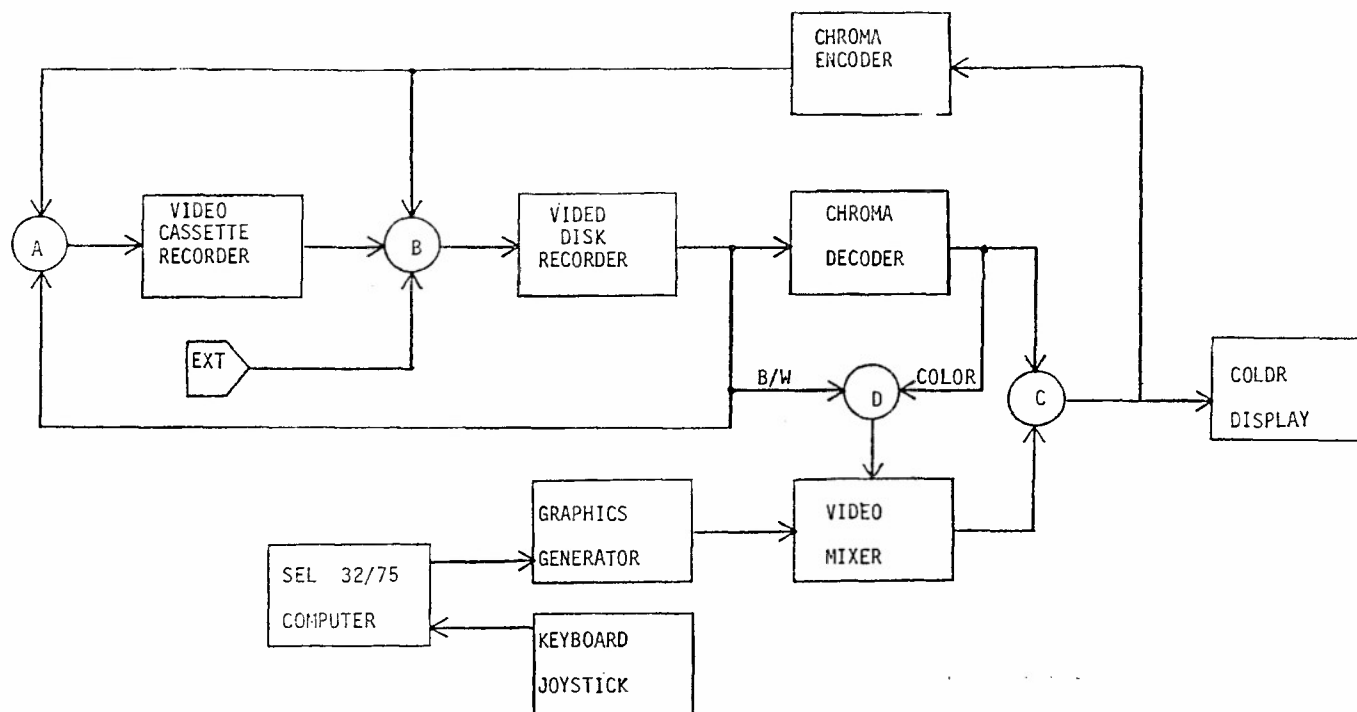 CHROMA
ENCODER
VIDEO
CASSETTE
RECORDER
VIDED
DISK
RECORDER
CHROMA
DECODER
A
B
EXT
B/W
COLOR
D
C
COLDR
DISPLAY
GRAPHICS
GENERATOR
VIDEO
MIXER
SEL 32/75
COMPUTER
KEYBOARD
JOYSTICK